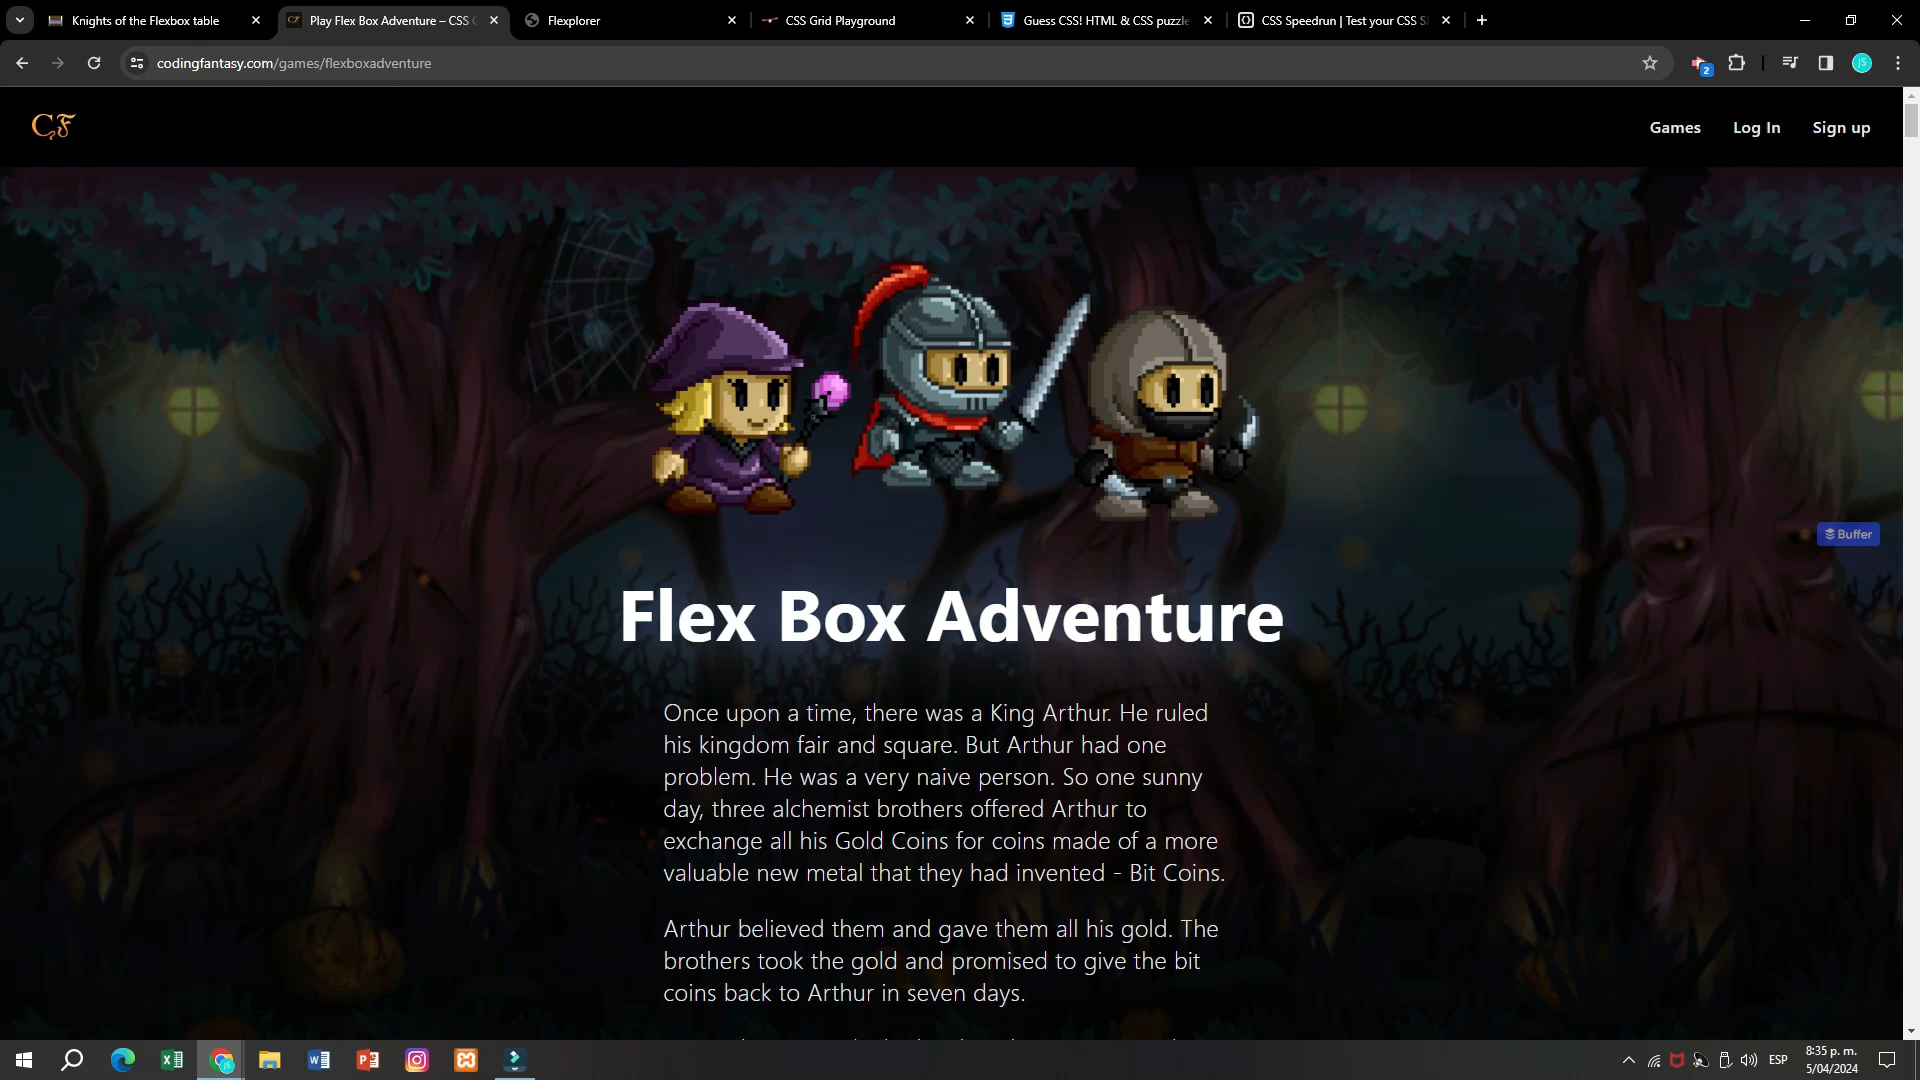 Knights of the Flexbox table
Play Flex Box Adventure – CSS G
Flexplorer
CSS Grid Playground
Guess CSS! HTML & CSS puzzle
CSS Speedrun | Test your CSS S
codingfantasy.com/games/flexboxadventure
2
JS
CF
Games
Log In
Sign up
Buffer
Flex Box Adventure
Once upon a time, there was a King Arthur. He ruled
his kingdom fair and square. But Arthur had one
problem. He was a very naive person. So one sunny
day, three alchemist brothers offered Arthur to
exchange all his Gold Coins for coins made of a more
valuable new metal that they had invented - Bit Coins.
Arthur believed them and gave them all his gold. The
brothers took the gold and promised to give the bit
coins back to Arthur in seven days.
ESP
8:35 p. m.
5/04/2024